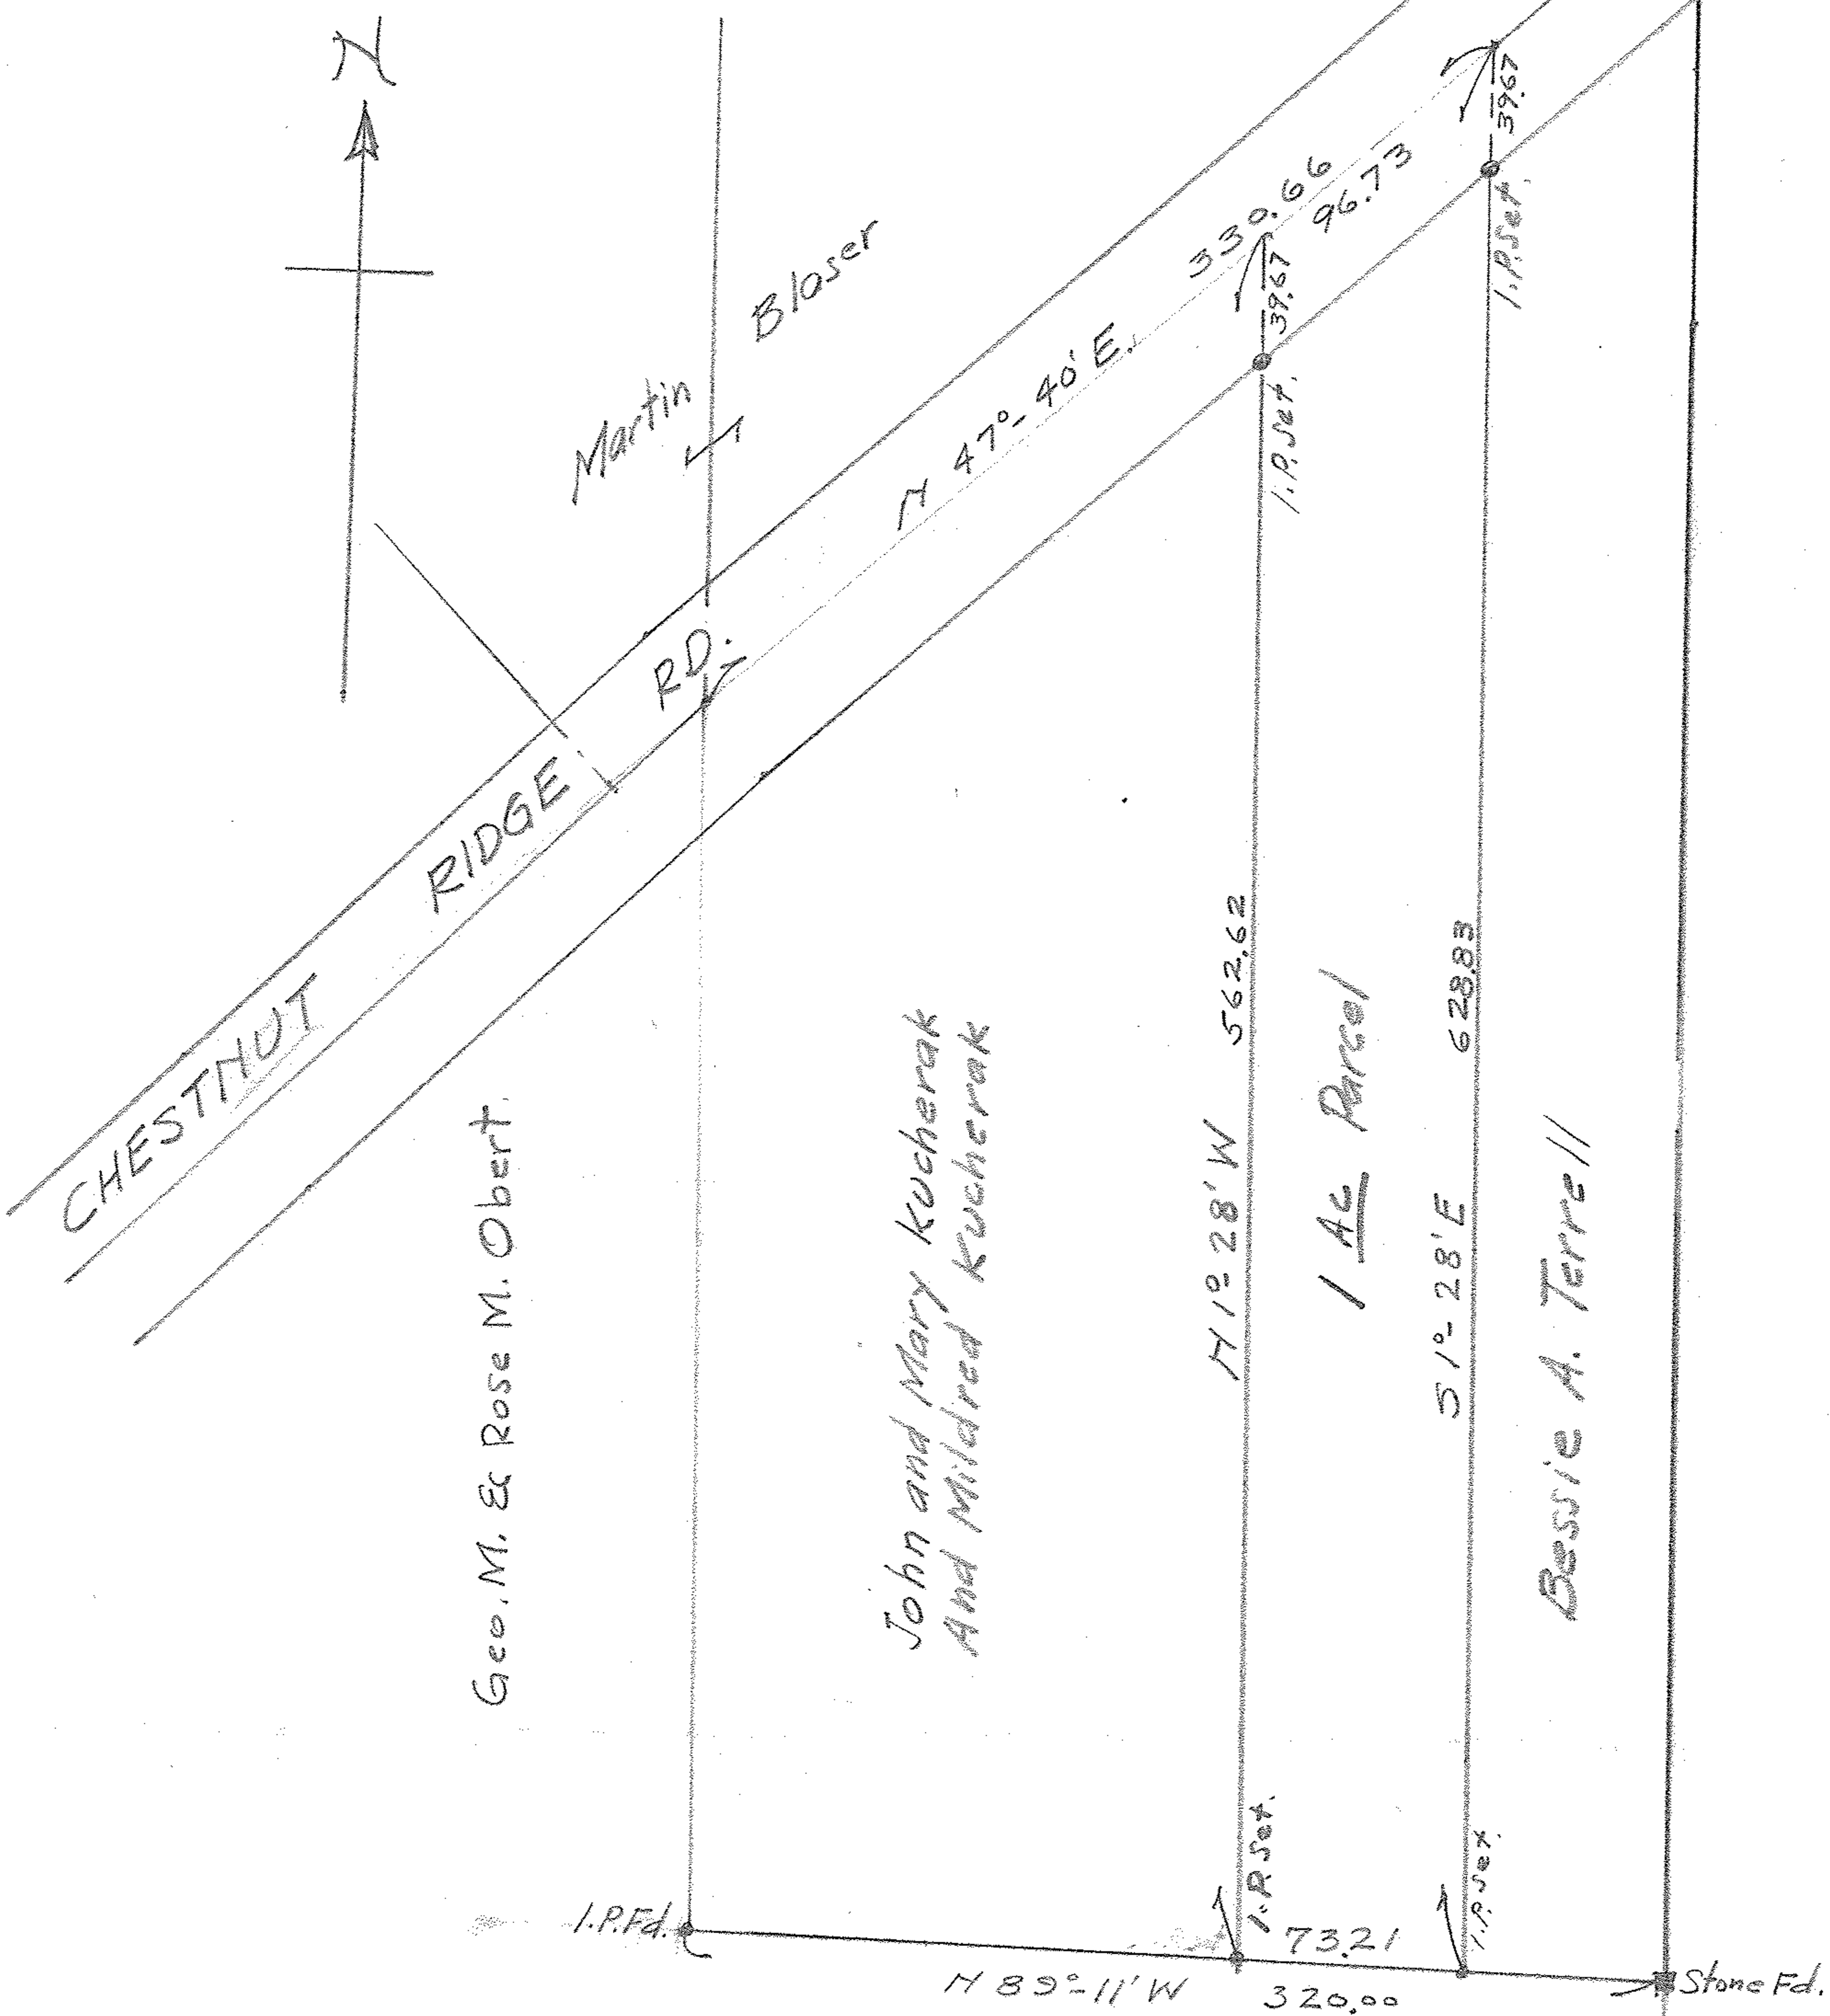 N
Martin
Blaser
CHESTNUT RIDGE RD.
N 47°-40' E.
330.66
96.73
39.67
39.67
I.P. Set.
I.P. Set.
Geo. M. & Rose M. Obert.
John and Mary Kucherak
And Mildred Kucherak
N 1°-28' W 562.62
1 Ac Parcel
S 1°-28' E 628.83
Bessie A. Terrell
I.P. Fd.
I.P. Set.
I.P. Set.
73.21
N 89°-11' W 320.00
Stone Fd.